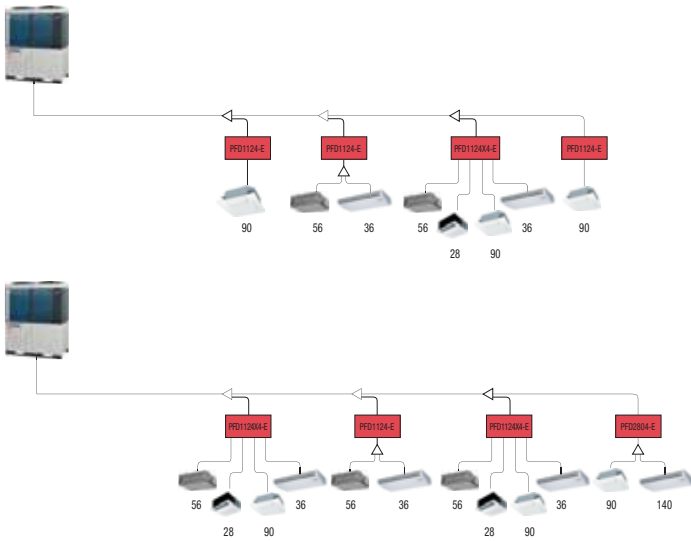 PFD1124-E PFD1124-E PFD1124X4-E PFD1124-E
90 56 36 56 36 90
28 90
PFD1124X4-E PFD1124-E PFD1124X4-E PFD2804-E
56 36 56 36 56 36 90 140
28 90 28 90